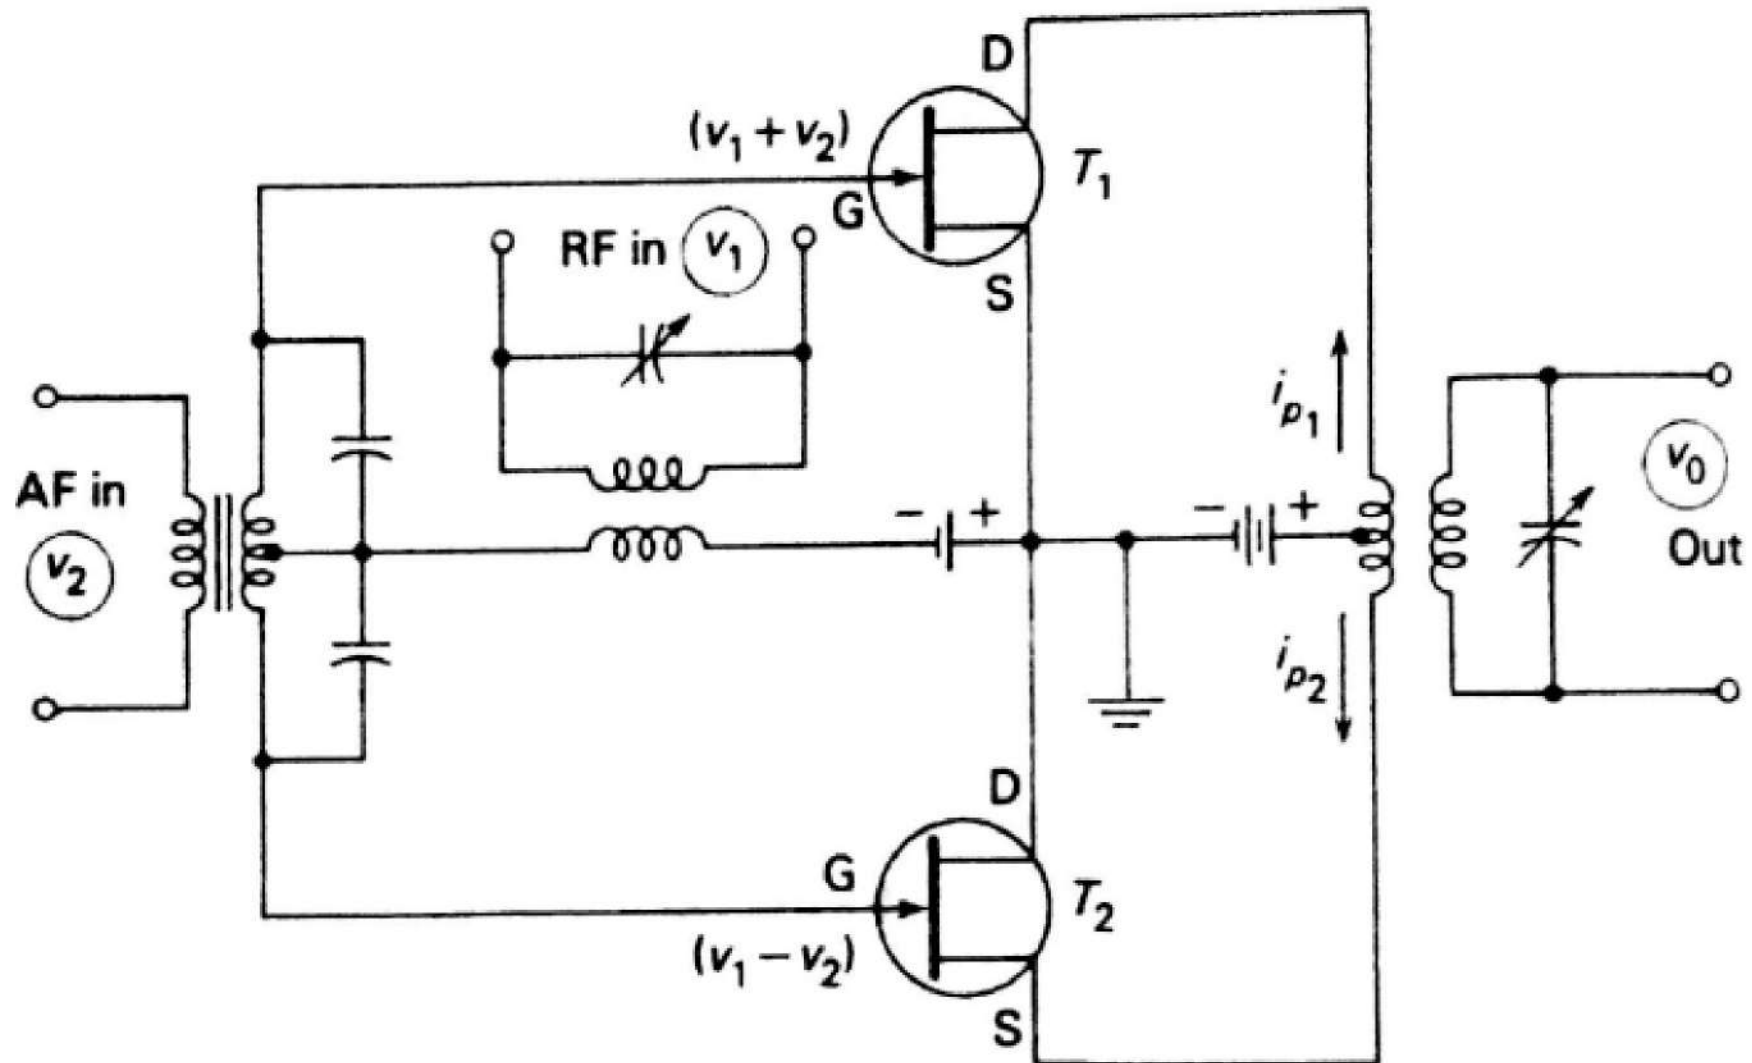 D
(v₁ + v₂)
T₁
G
RF in v₁
S
iₚ₁
AF in
v₂
v₀
Out
- +
- +
iₚ₂
D
G
T₂
(v₁ − v₂)
S